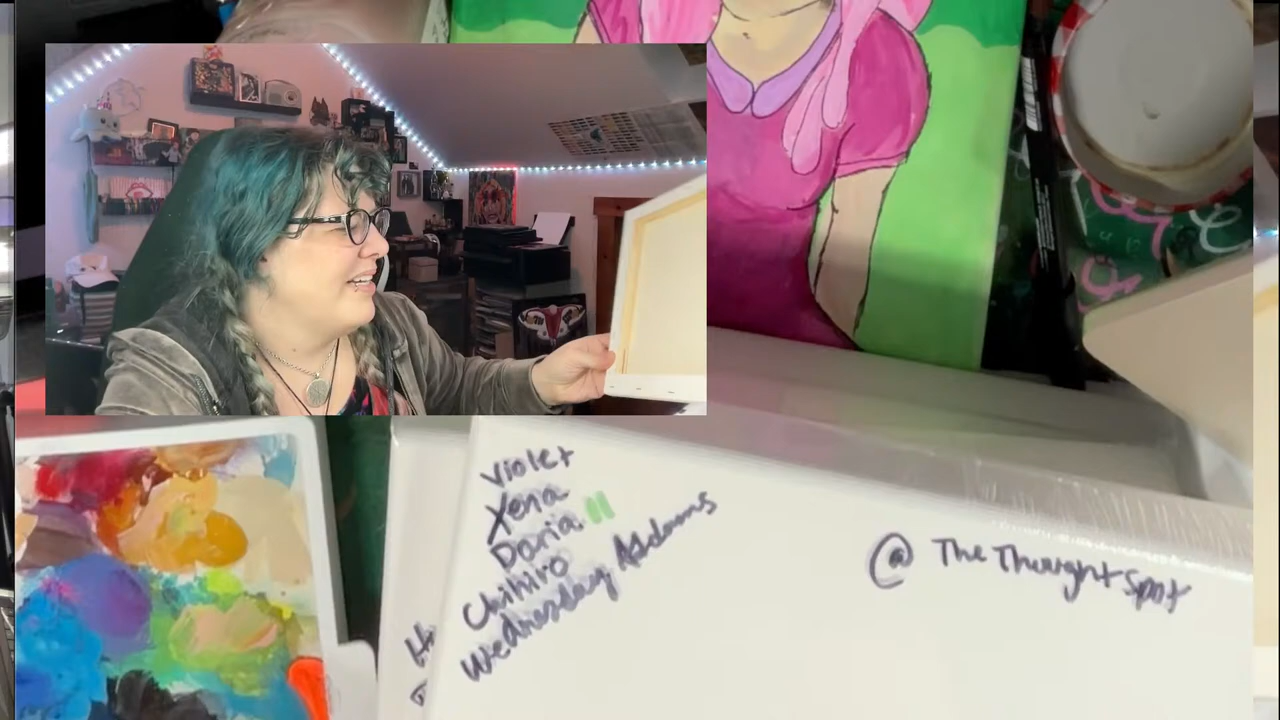 Violet
Xena
Daria
Chihiro
Wednesday Addams
@ The Thought Spot